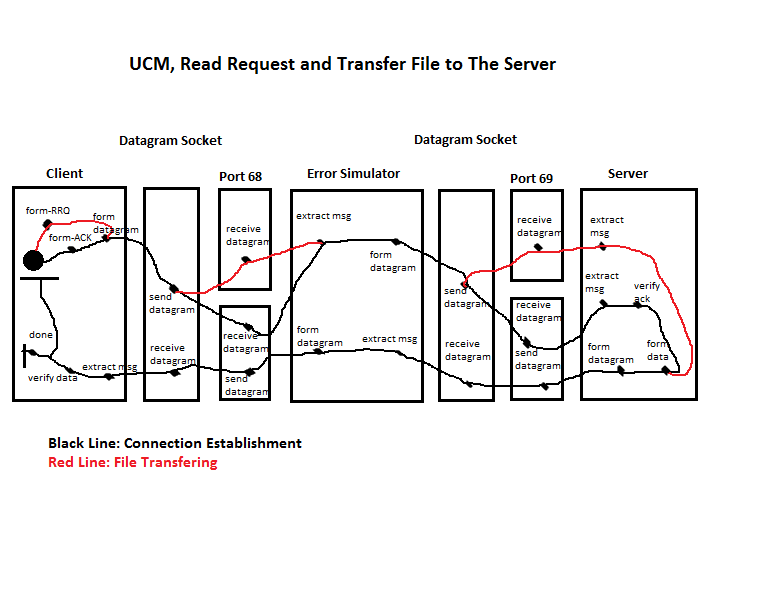 UCM, Read Request and Transfer File to The Server
Datagram Socket
Datagram Socket
Client
Port 68
Error Simulator
Port 69
Server
form-RRQ
form
datagram
form-ACK
done
verify data
extract msg
send
datagram
receive
datagram
receive
datagram
receive
datagram
send
datagram
extract msg
form
datagram
form
datagram
extract msg
send
datagram
receive
datagram
receive
datagram
receive
datagram
send
datagram
extract
msg
extract
msg
verify
ack
form
datagram
form
data
Black Line: Connection Establishment
Red Line: File Transfering